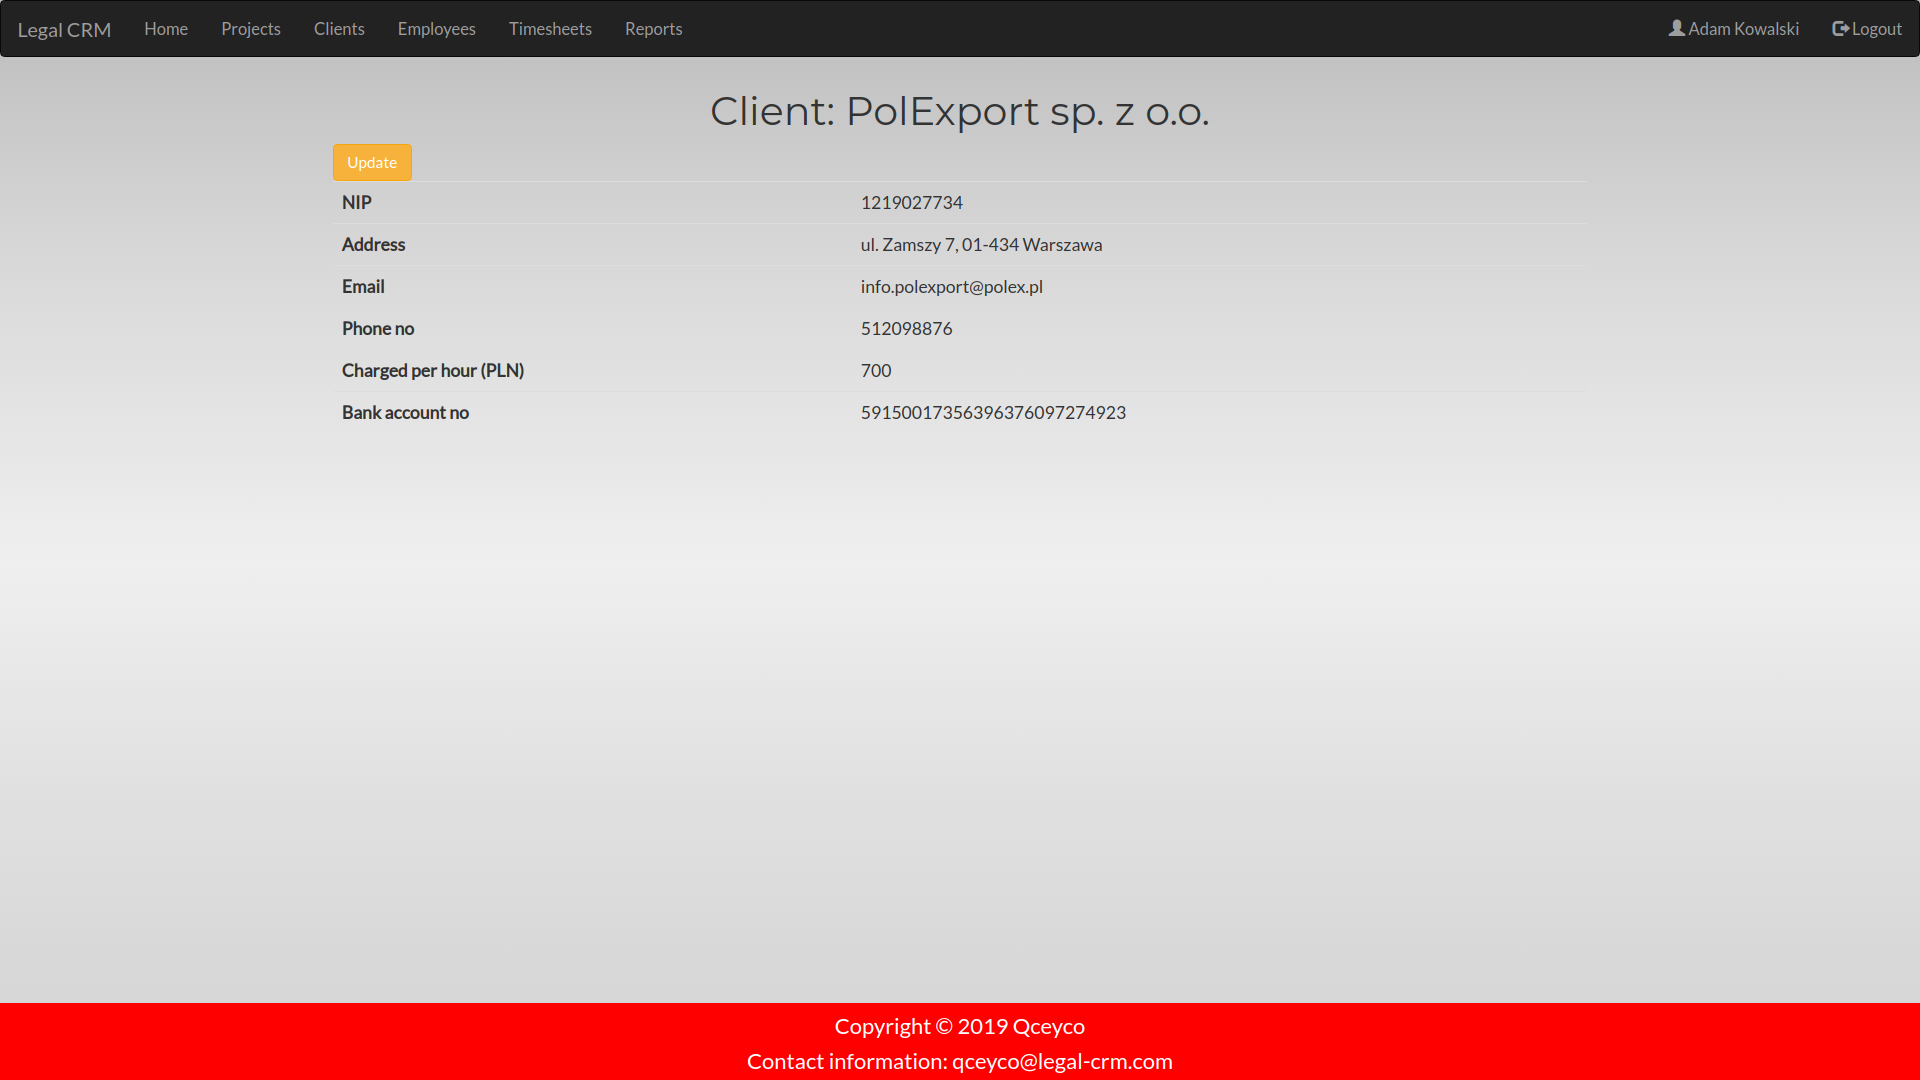 Legal CRM Home Projects Clients Employees Timesheets Reports Adam Kowalski Logout
Client: PolExport sp. z o.o.
Update
NIP 1219027734
Address ul. Zamszy 7, 01-434 Warszawa
Email info.polexport@polex.pl
Phone no 512098876
Charged per hour (PLN) 700
Bank account no 59150017356396376097274923
Copyright © 2019 Qceyco
Contact information: qceyco@legal-crm.com